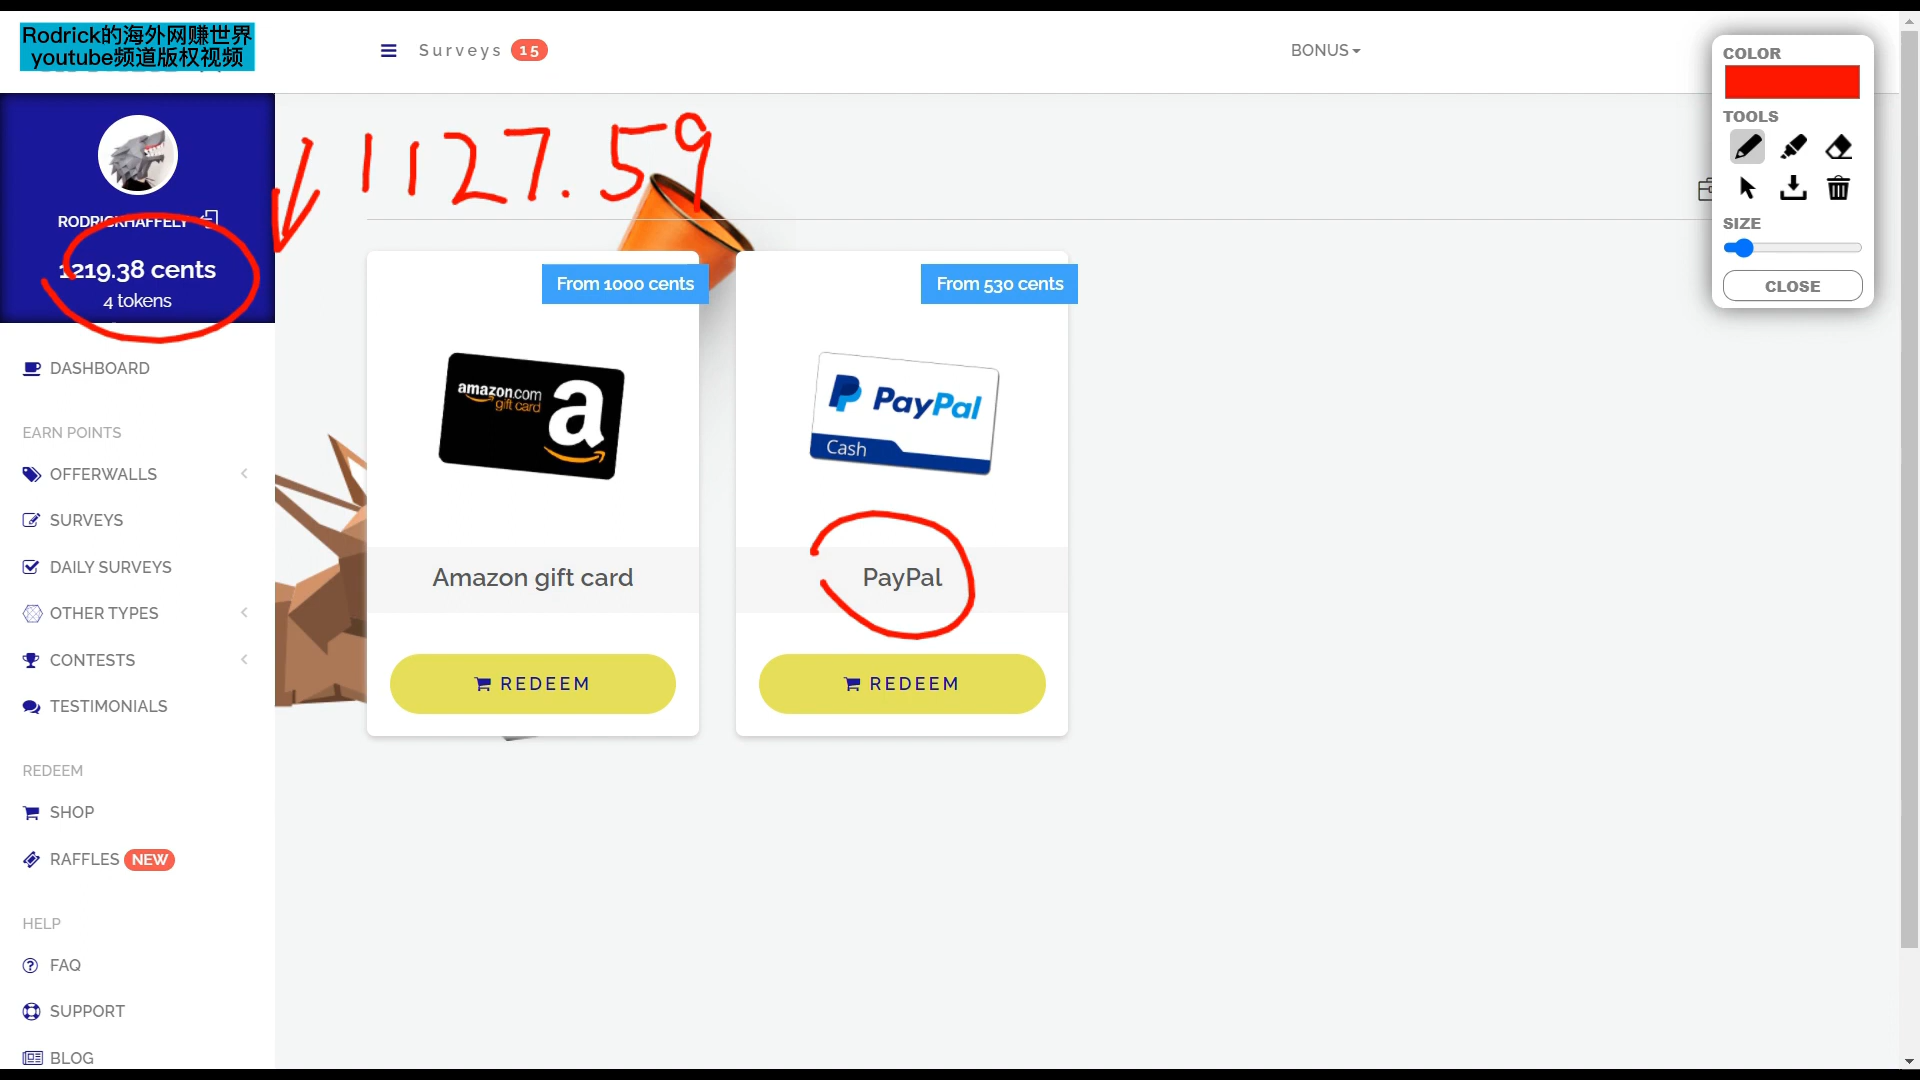 Rodrick的海外网赚世界
youtube频道版权视频
Surveys 15
BONUS
COLOR
TOOLS
SIZE
CLOSE
1127.59
RODRICKHAFFELY
1219.38 cents
4 tokens
DASHBOARD
EARN POINTS
OFFERWALLS
SURVEYS
DAILY SURVEYS
OTHER TYPES
CONTESTS
TESTIMONIALS
REDEEM
SHOP
RAFFLES NEW
HELP
FAQ
SUPPORT
BLOG
From 1000 cents
amazon.com
gift card
a
Amazon gift card
REDEEM
From 530 cents
PayPal
Cash
PayPal
REDEEM